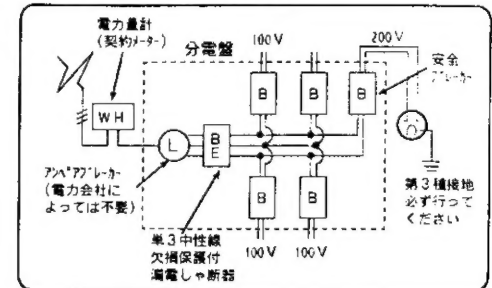 電力量計
(契約メーター)
分電盤
100V
200V
安全
ブレーカー
B
B
B
WH
L
B
E
アンペアブレーカー
(電力会社に
よっては不要)
B
B
第3種接地
必ず行って
ください
単3中性線
欠損保護付
漏電しゃ断器
100V
100V